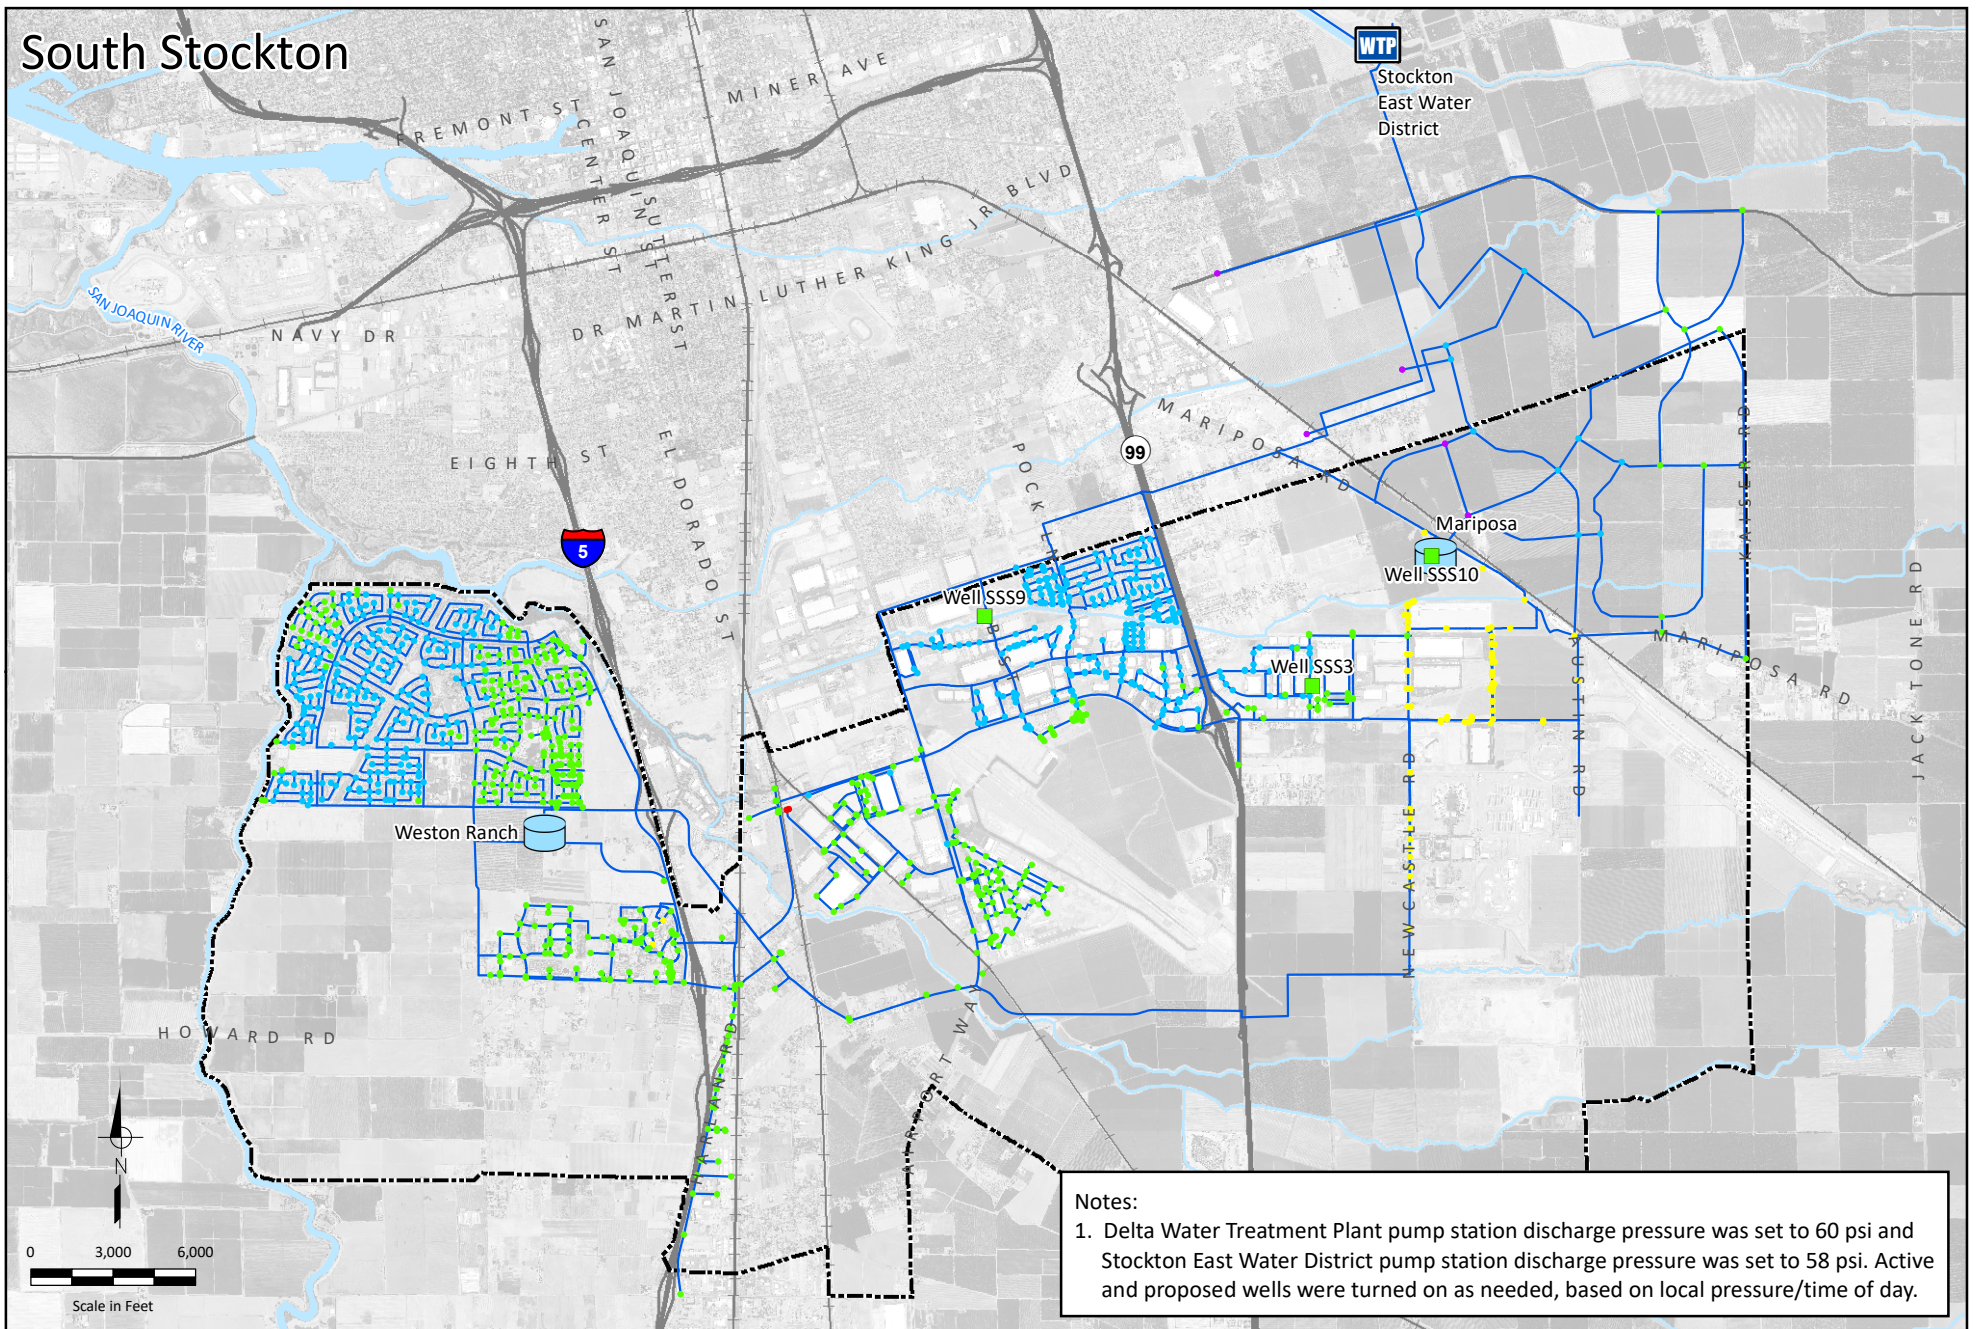 South Stockton
WTP
Stockton
East Water
District
SAN JOAQUIN ST
FREMONT ST
CENTER ST
MINER AVE
SUTTER ST
DR MARTIN LUTHER KING JR BLVD
SAN JOAQUIN RIVER
NAVY DR
EIGHTH ST
EL DORADO ST
POCK LN
MARIPOSA RD
99
5
KAISER RD
Mariposa
Well SSS10
Well SSS9
B ST
Well SSS3
MARIPOSA RD
AUSTIN RD
JACK TONE RD
Weston Ranch
NEWCASTLE RD
HOWARD RD
HARLAN RD
AIRPORT WAY
N
0 3,000 6,000
Scale in Feet
Notes:
1. Delta Water Treatment Plant pump station discharge pressure was set to 60 psi and
Stockton East Water District pump station discharge pressure was set to 58 psi. Active
and proposed wells were turned on as needed, based on local pressure/time of day.